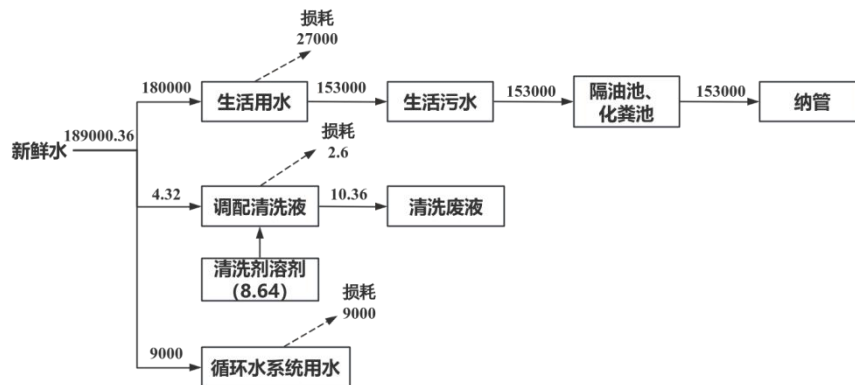 损耗
27000
180000
生活用水
153000
生活污水
153000
隔油池、
化粪池
153000
纳管
新鲜水
189000.36
损耗
2.6
4.32
调配清洗液
10.36
清洗废液
清洗剂溶剂
(8.64)
损耗
9000
9000
循环水系统用水